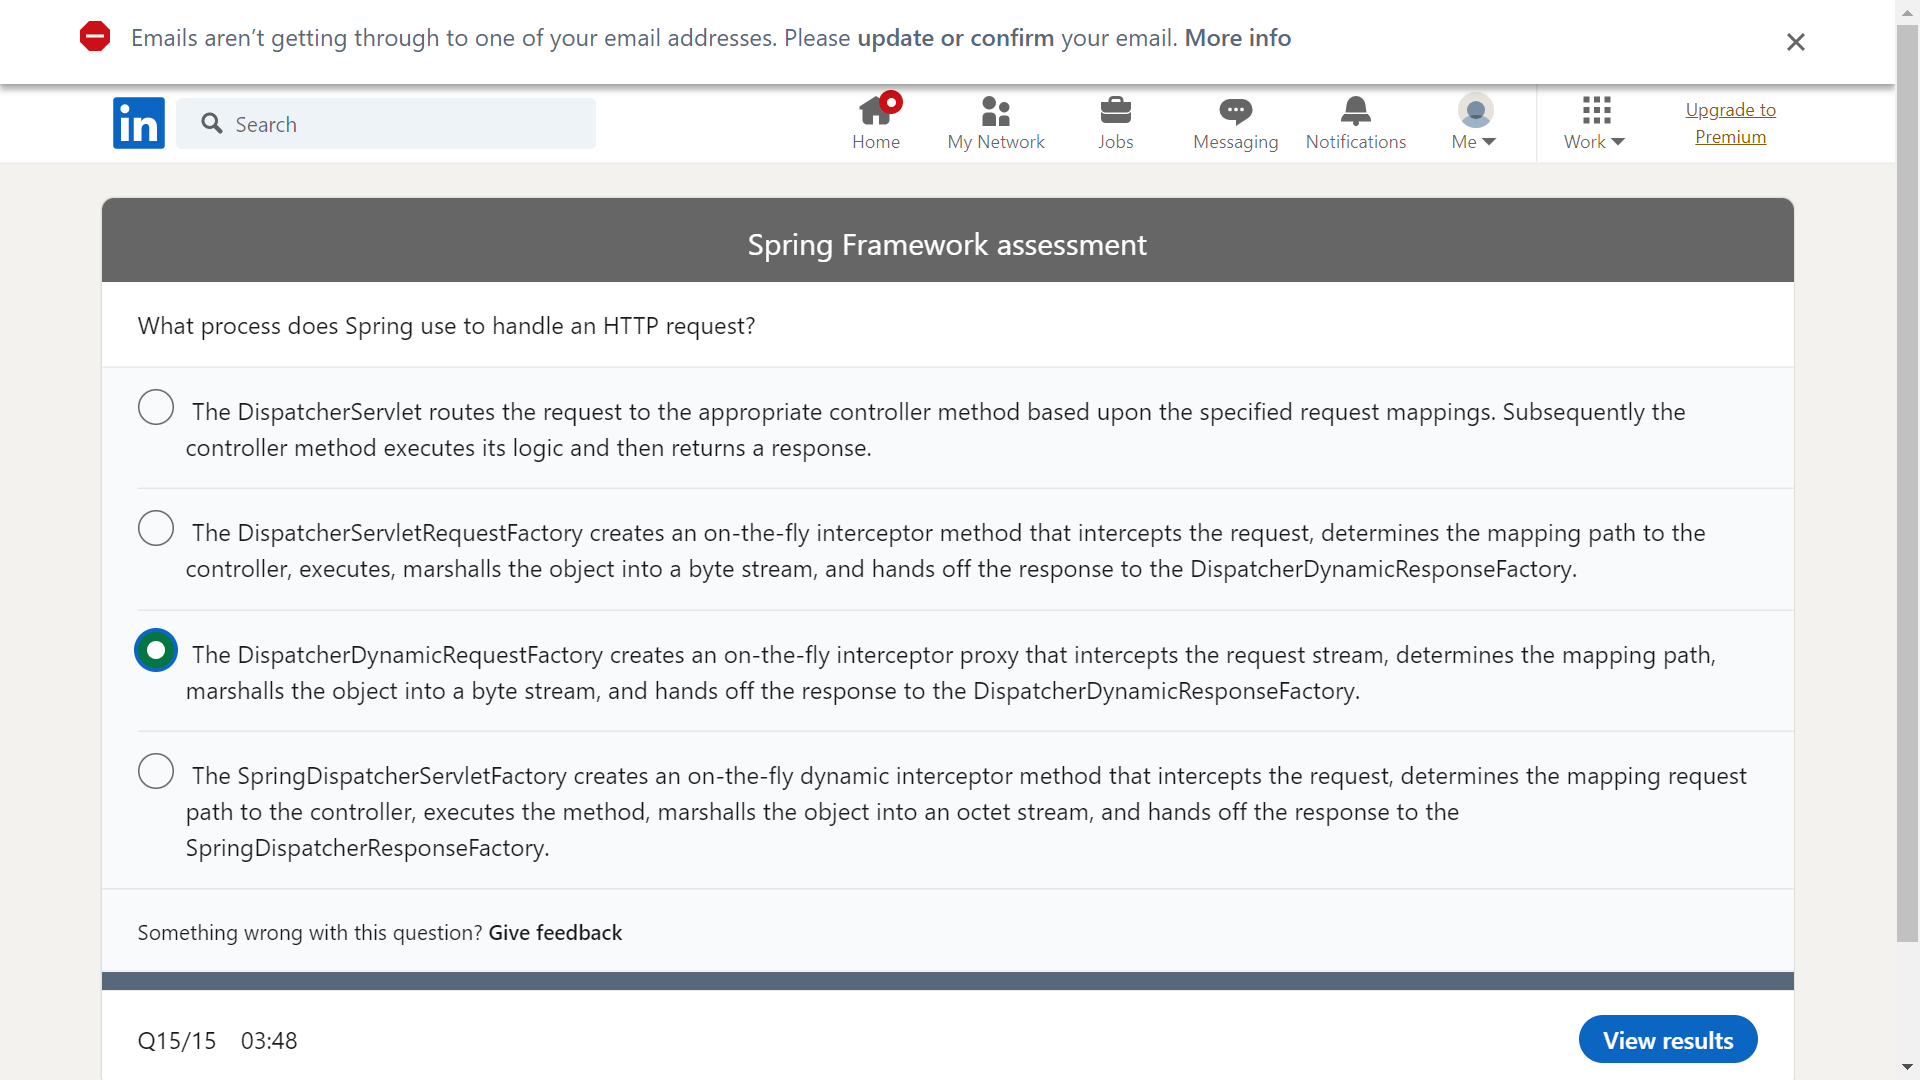 Emails aren't getting through to one of your email addresses. Please update or confirm your email. More info
in
Search
Home
My Network
Jobs
Messaging
Notifications
Me
Work
Upgrade to
Premium
Spring Framework assessment
What process does Spring use to handle an HTTP request?
The DispatcherServlet routes the request to the appropriate controller method based upon the specified request mappings. Subsequently the
controller method executes its logic and then returns a response.
The DispatcherServletRequestFactory creates an on-the-fly interceptor method that intercepts the request, determines the mapping path to the
controller, executes, marshalls the object into a byte stream, and hands off the response to the DispatcherDynamicResponseFactory.
The DispatcherDynamicRequestFactory creates an on-the-fly interceptor proxy that intercepts the request stream, determines the mapping path,
marshalls the object into a byte stream, and hands off the response to the DispatcherDynamicResponseFactory.
The SpringDispatcherServletFactory creates an on-the-fly dynamic interceptor method that intercepts the request, determines the mapping request
path to the controller, executes the method, marshalls the object into an octet stream, and hands off the response to the
SpringDispatcherResponseFactory.
Something wrong with this question? Give feedback
Q15/15 03:48
View results